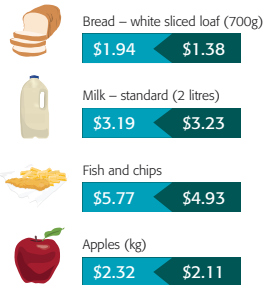 Bread – white sliced loaf (700g)
$1.94 $1.38
Milk – standard (2 litres)
$3.19 $3.23
Fish and chips
$5.77 $4.93
Apples (kg)
$2.32 $2.11